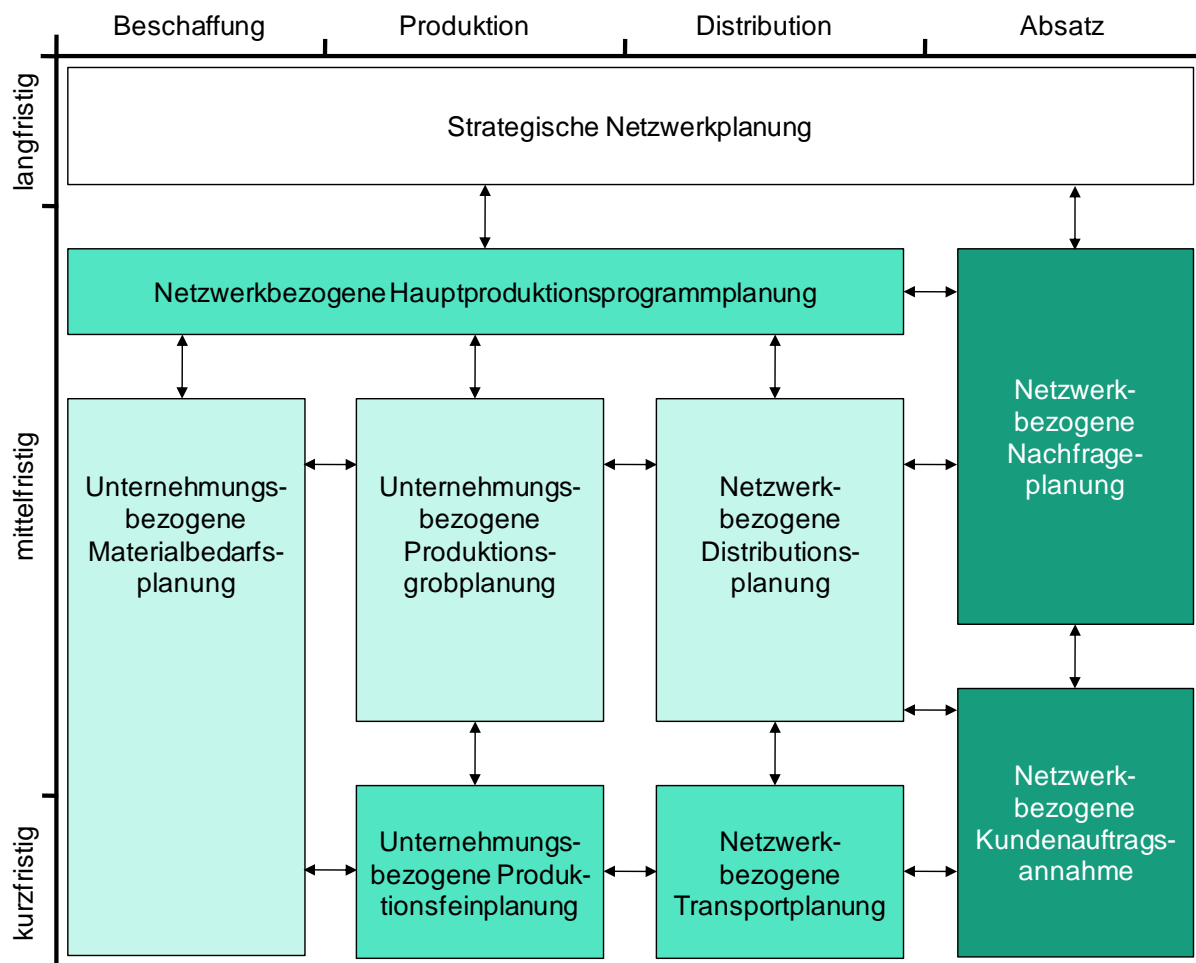 Beschaffung
Produktion
Distribution
Absatz
langfristig
Strategische Netzwerkplanung
mittelfristig
Netzwerkbezogene Hauptproduktionsprogrammplanung
Netzwerk-
bezogene
Nachfrage-
planung
Unternehmungs-
bezogene
Materialbedarfs-
planung
Unternehmungs-
bezogene
Produktions-
grobplanung
Netzwerk-
bezogene
Distributions-
planung
kurzfristig
Unternehmungs-
bezogene Produk-
tionsfeinplanung
Netzwerk-
bezogene
Transportplanung
Netzwerk-
bezogene
Kundenauftrags-
annahme